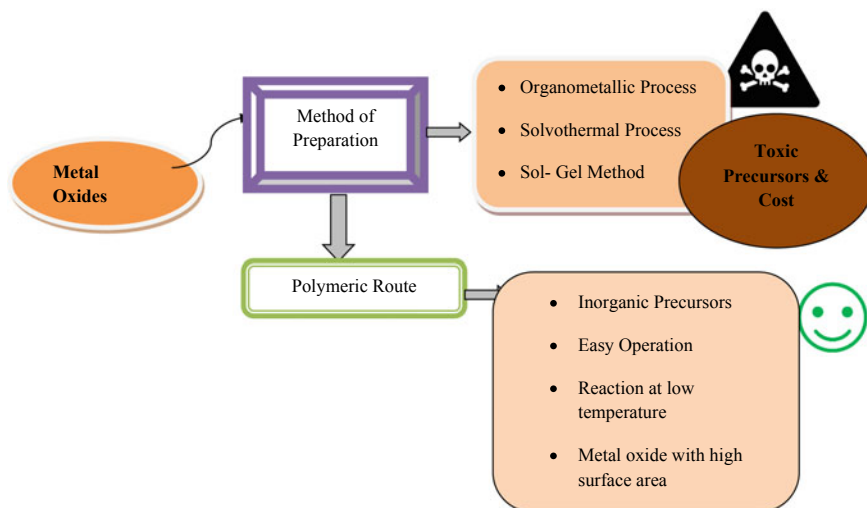 Metal
Oxides
Method of
Preparation
• Organometallic Process
• Solvothermal Process
• Sol- Gel Method
Toxic
Precursors &
Cost
Polymeric Route
• Inorganic Precursors
• Easy Operation
• Reaction at low
temperature
• Metal oxide with high
surface area